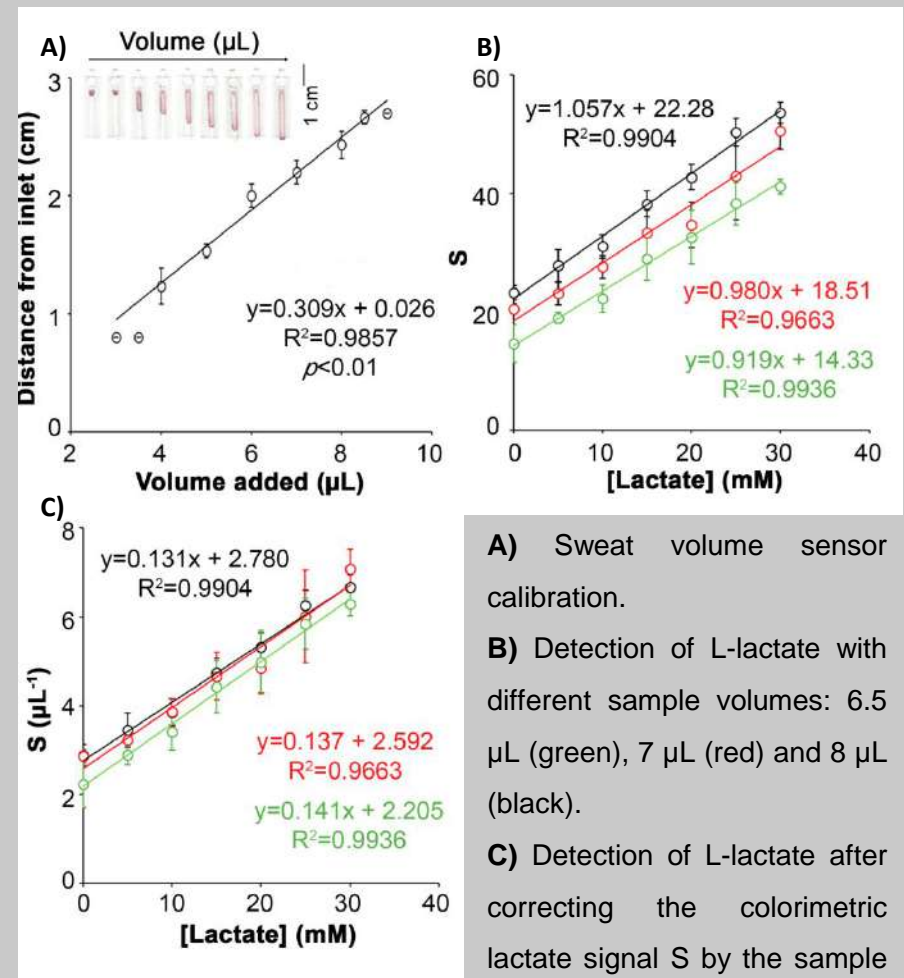 A)
Volume (µL)
1 cm
3
2
1
0
Distance from inlet (cm)
y=0.309x + 0.026
R²=0.9857
p<0.01
2
4
6
8
10
Volume added (µL)
B)
60
40
20
0
S
y=1.057x + 22.28
R²=0.9904
y=0.980x + 18.51
R²=0.9663
y=0.919x + 14.33
R²=0.9936
0
10
20
30
40
[Lactate] (mM)
C)
8
6
4
2
0
S (µL⁻¹)
y=0.131x + 2.780
R²=0.9904
y=0.137 + 2.592
R²=0.9663
y=0.141x + 2.205
R²=0.9936
0
10
20
30
40
[Lactate] (mM)
A) Sweat volume sensor
calibration.
B) Detection of L-lactate with
different sample volumes: 6.5
µL (green), 7 µL (red) and 8 µL
(black).
C) Detection of L-lactate after
correcting the colorimetric
lactate signal S by the sample